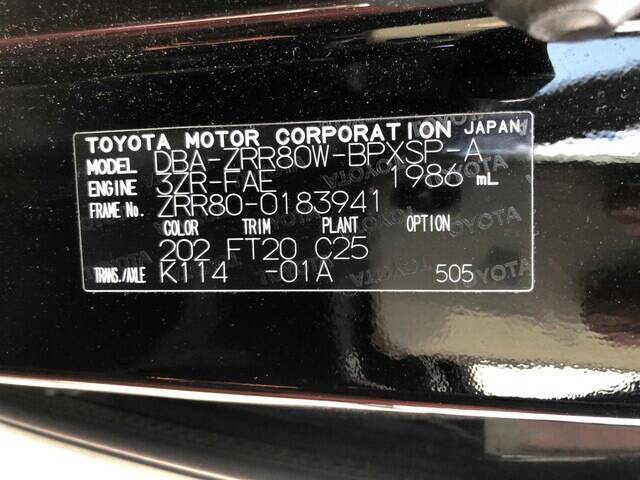 TOYOTA MOTOR CORPORATION JAPAN
MODEL DBA-ZRR80W-BPXSP-A
ENGINE 3ZR-FAE 1986 mL
FRAME No. ZRR80-0183941
COLOR TRIM PLANT OPTION
202 FT20 C25
TRANS./AXLE K114 -01A 505